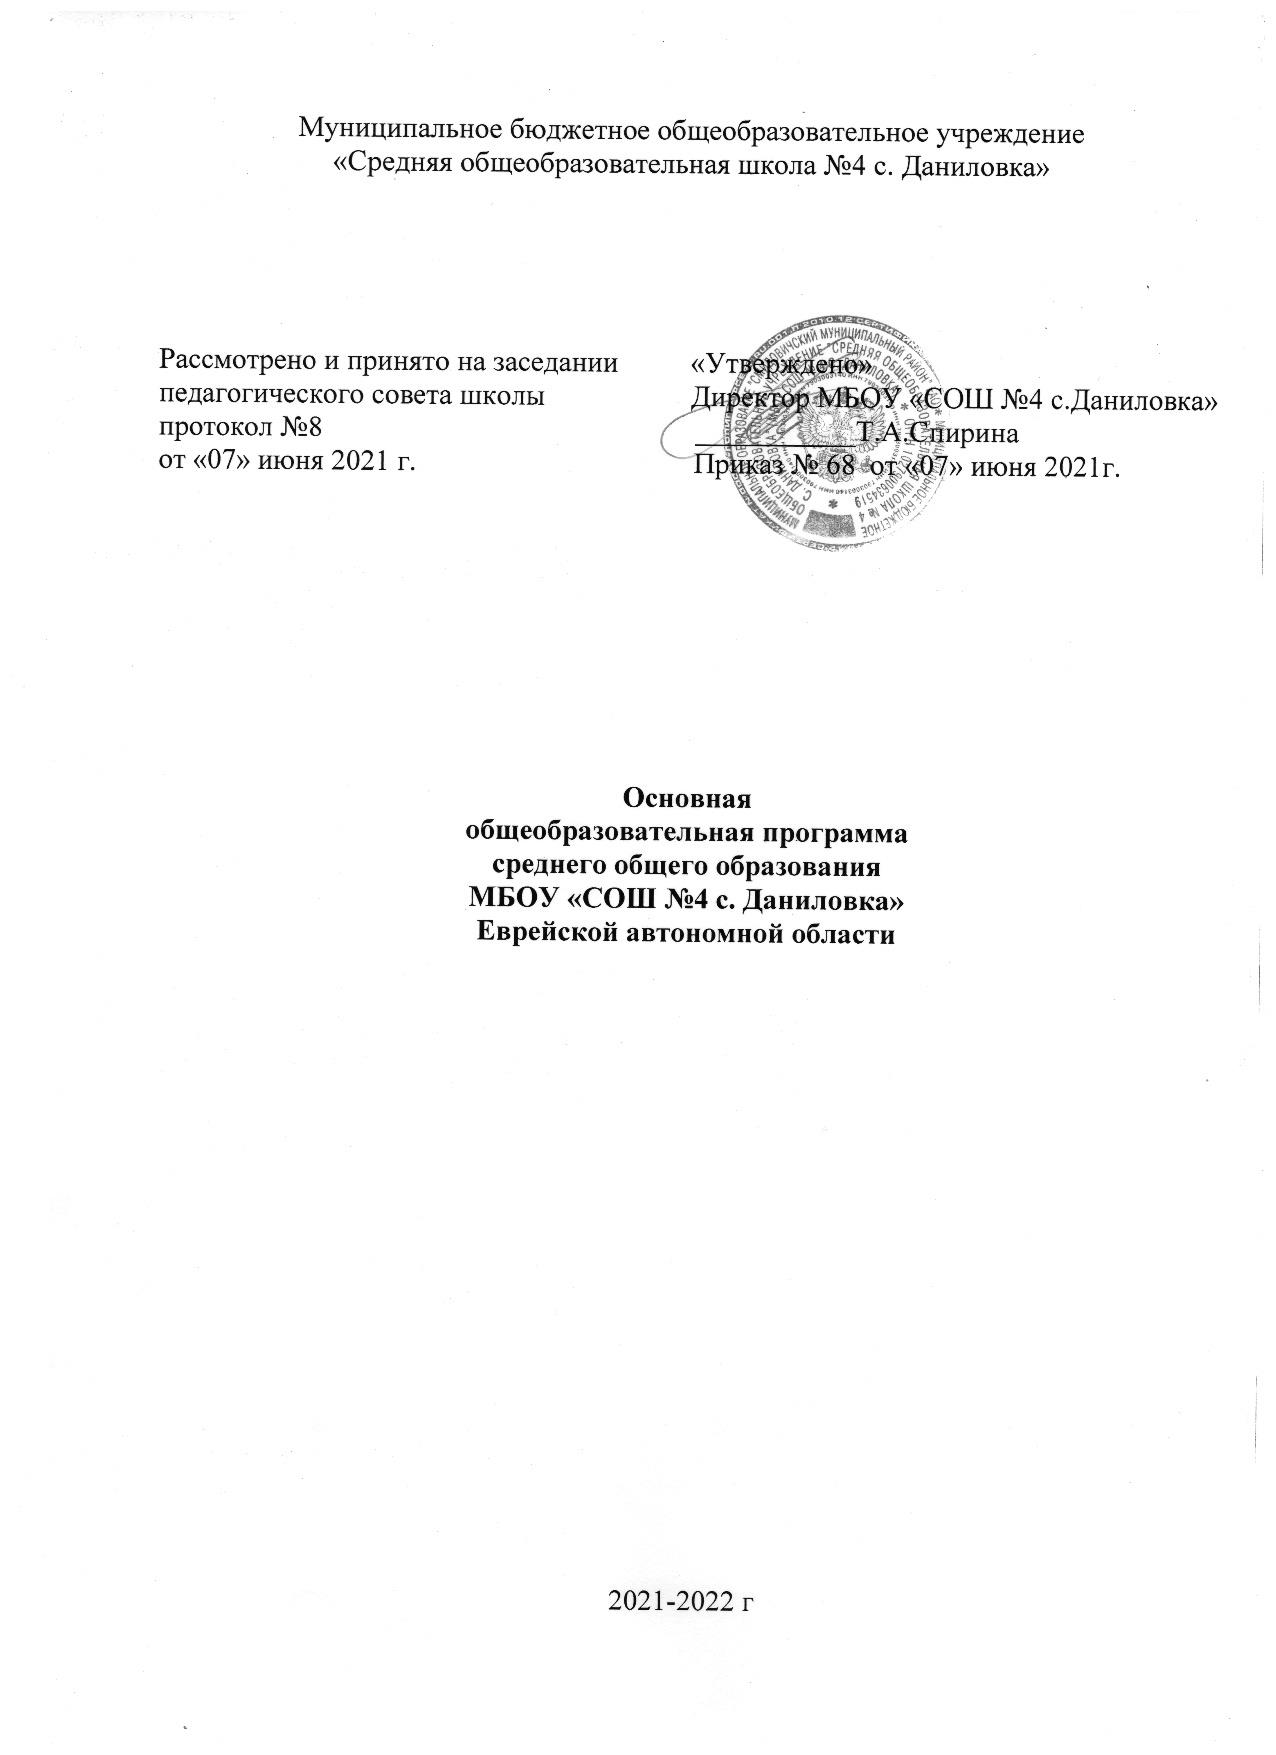 Муниципальное бюджетное общеобразовательное учреждение
«Средняя общеобразовательная школа №4 с. Даниловка»
Рассмотрено и принято на заседании
педагогического совета школы
протокол №8
от «07» июня 2021 г.
«Утверждено»
Директор МБОУ «СОШ №4 с.Даниловка»
___________ Т.А.Спирина
Приказ № 68 от «07» июня 2021г.
Основная
общеобразовательная программа
среднего общего образования
МБОУ «СОШ №4 с. Даниловка»
Еврейской автономной области
2021-2022 г